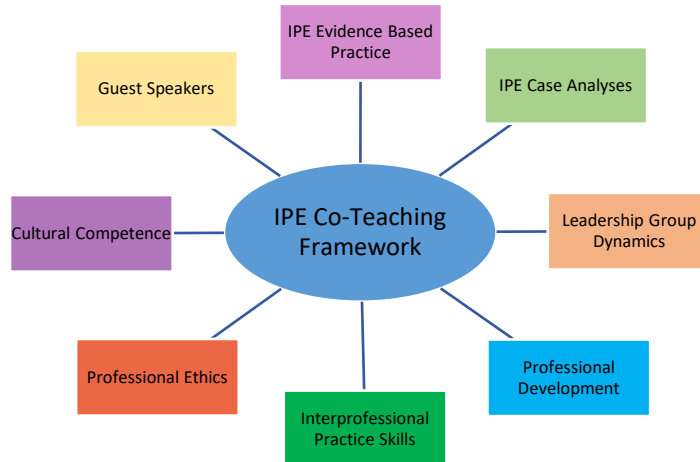 IPE Evidence Based
Practice
Guest Speakers
IPE Case Analyses
Cultural Competence
IPE Co-Teaching
Framework
Leadership Group
Dynamics
Professional Ethics
Professional
Development
Interprofessional
Practice Skills